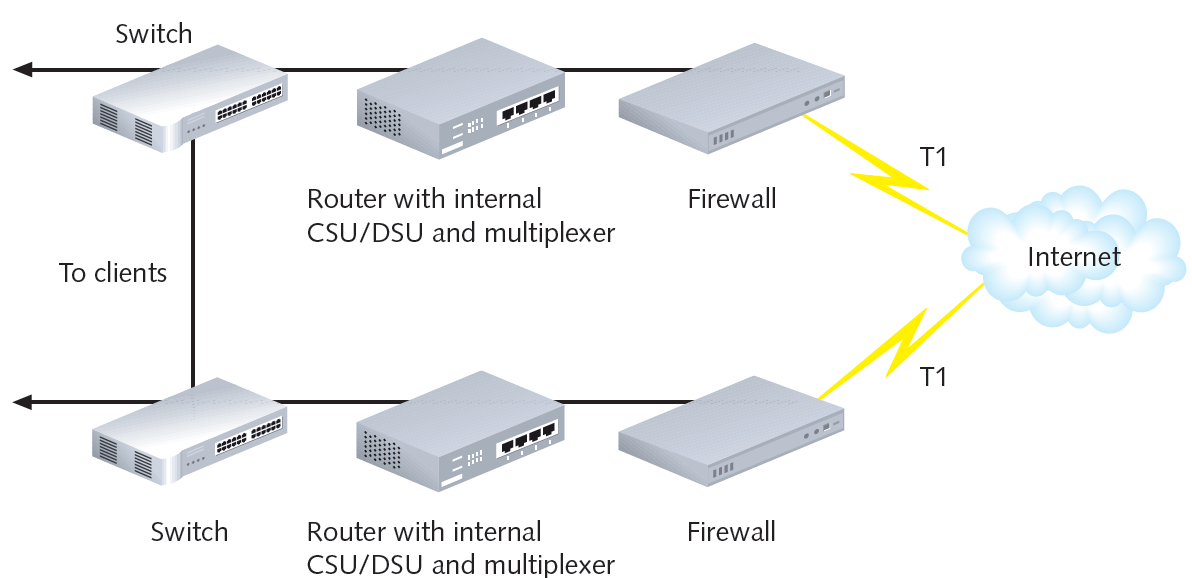 Switch
T1
Router with internal
CSU/DSU and multiplexer
Firewall
To clients
Internet
T1
Switch
Router with internal
CSU/DSU and multiplexer
Firewall